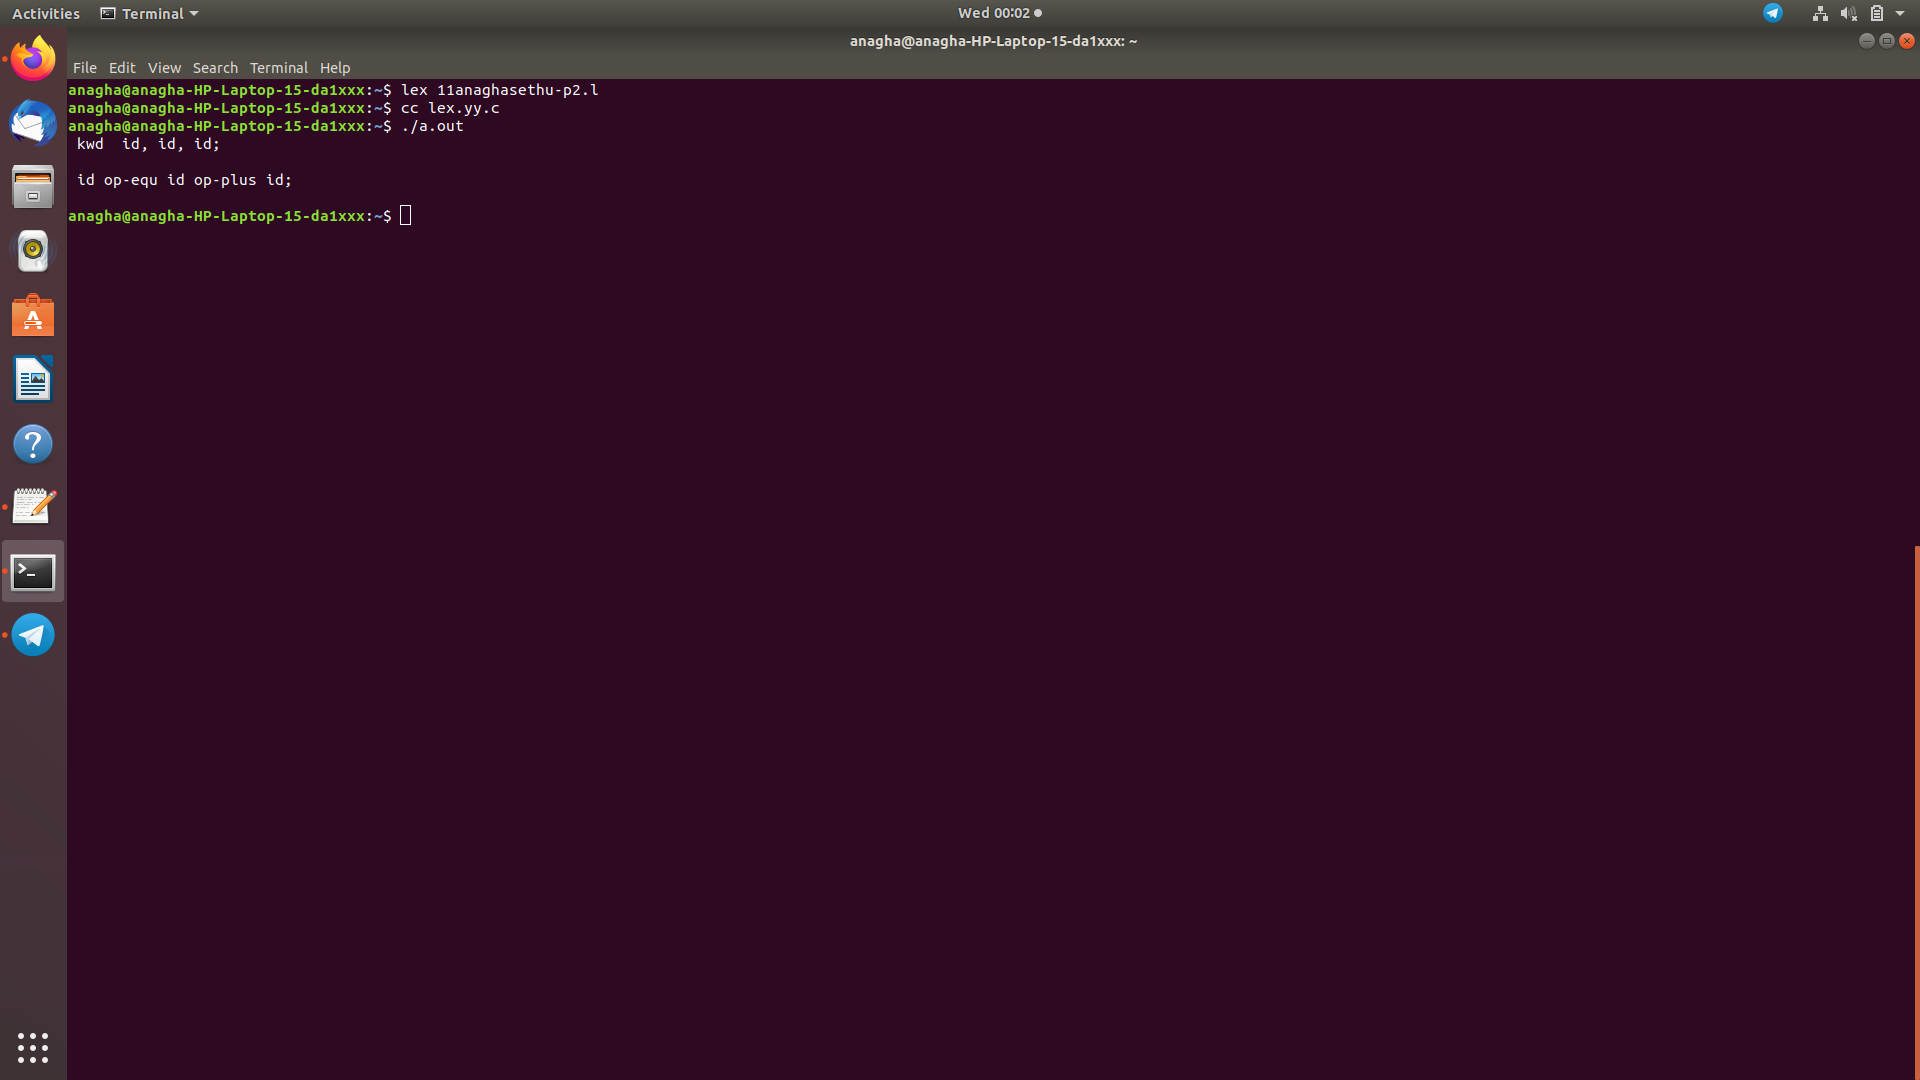 Activities Terminal Wed 00:02
anagha@anagha-HP-Laptop-15-da1xxx: ~
File Edit View Search Terminal Help
anagha@anagha-HP-Laptop-15-da1xxx:~$ lex 11anaghasethu-p2.l
anagha@anagha-HP-Laptop-15-da1xxx:~$ cc lex.yy.c
anagha@anagha-HP-Laptop-15-da1xxx:~$ ./a.out
kwd  id, id, id;
id op-equ id op-plus id;
anagha@anagha-HP-Laptop-15-da1xxx:~$